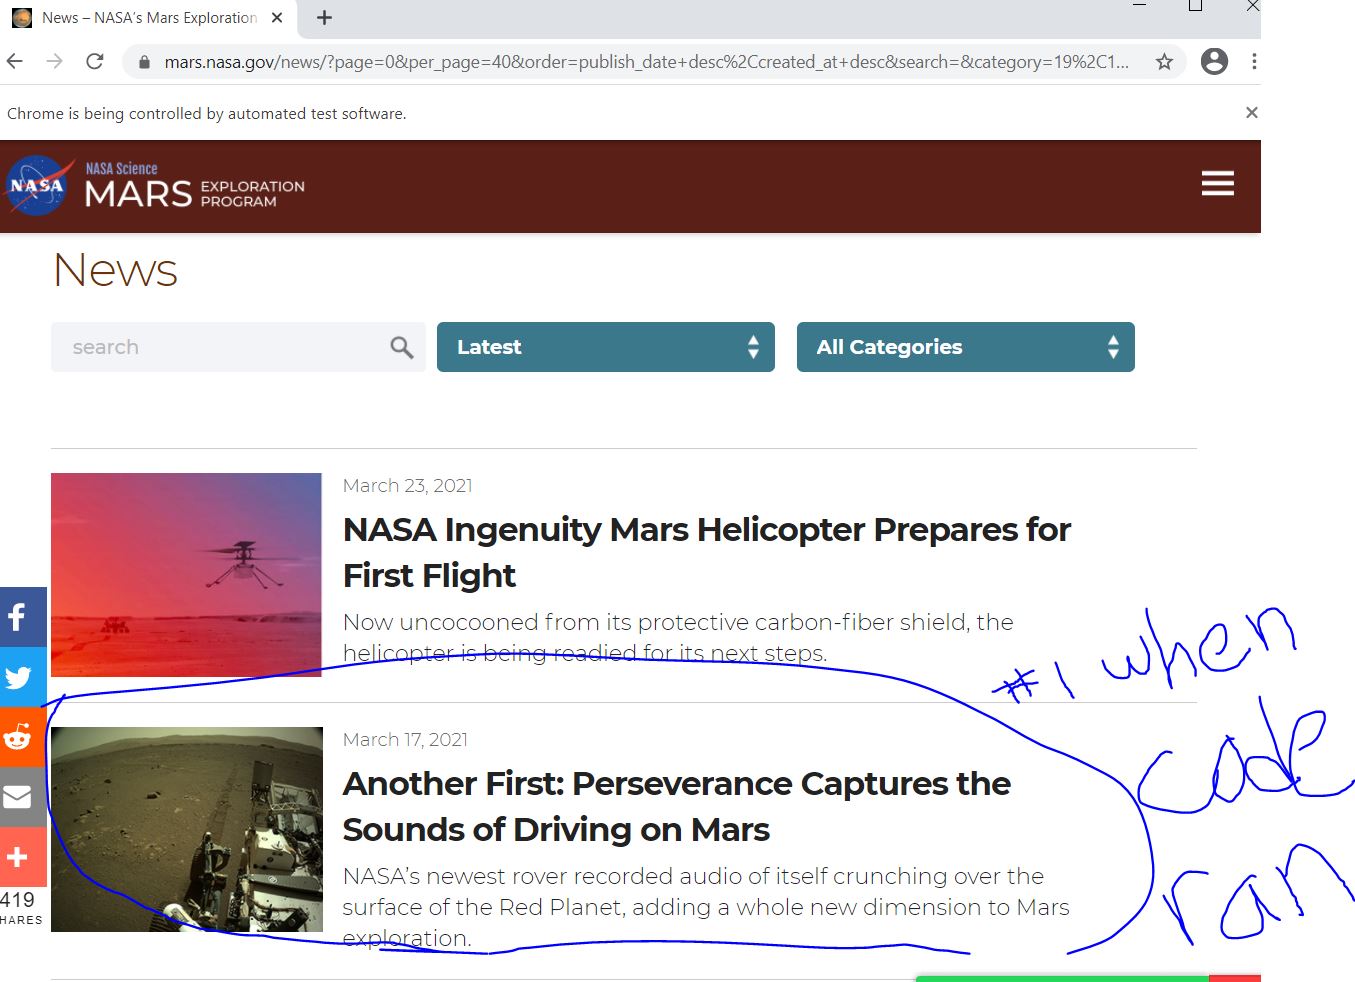 News – NASA's Mars Exploration
mars.nasa.gov/news/?page=0&per_page=40&order=publish_date+desc%2Ccreated_at+desc&search=&category=19%2C1...
Chrome is being controlled by automated test software.
NASA
NASA Science
MARS EXPLORATION
PROGRAM
News
search
Latest
All Categories
March 23, 2021
NASA Ingenuity Mars Helicopter Prepares for
First Flight
Now uncocooned from its protective carbon-fiber shield, the
helicopter is being readied for its next steps.
March 17, 2021
Another First: Perseverance Captures the
Sounds of Driving on Mars
NASA's newest rover recorded audio of itself crunching over the
surface of the Red Planet, adding a whole new dimension to Mars
exploration.
419
HARES
#1 when
code
ran